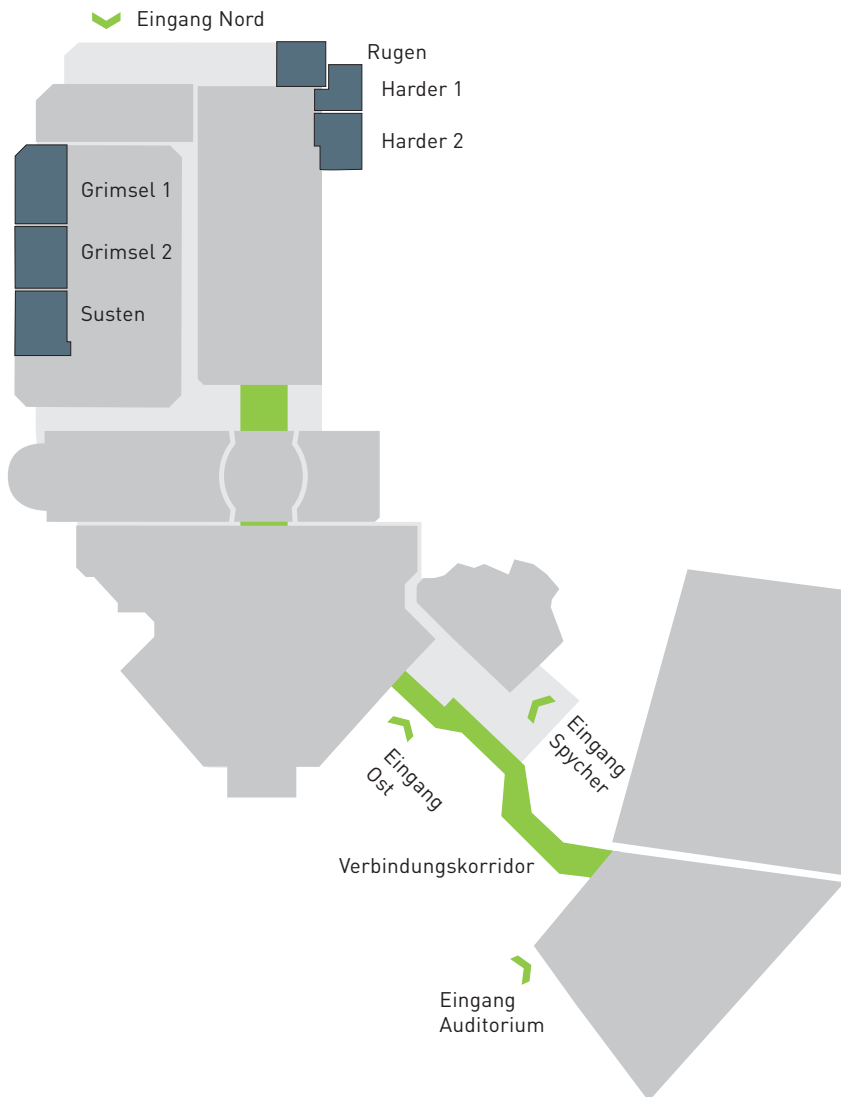 Eingang Nord
Rugen
Harder 1
Harder 2
Grimsel 1
Grimsel 2
Susten
Eingang
Spycher
Eingang
Ost
Verbindungskorridor
Eingang
Auditorium